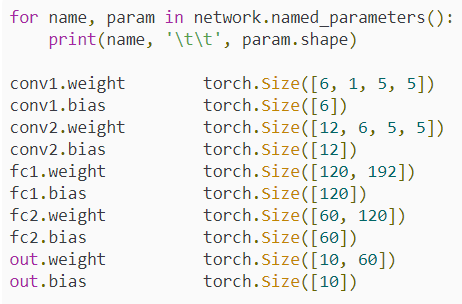 for name, param in network.named_parameters():
    print(name, '\t\t', param.shape)

conv1.weight         torch.Size([6, 1, 5, 5])
conv1.bias           torch.Size([6])
conv2.weight         torch.Size([12, 6, 5, 5])
conv2.bias           torch.Size([12])
fc1.weight           torch.Size([120, 192])
fc1.bias             torch.Size([120])
fc2.weight           torch.Size([60, 120])
fc2.bias             torch.Size([60])
out.weight           torch.Size([10, 60])
out.bias             torch.Size([10])